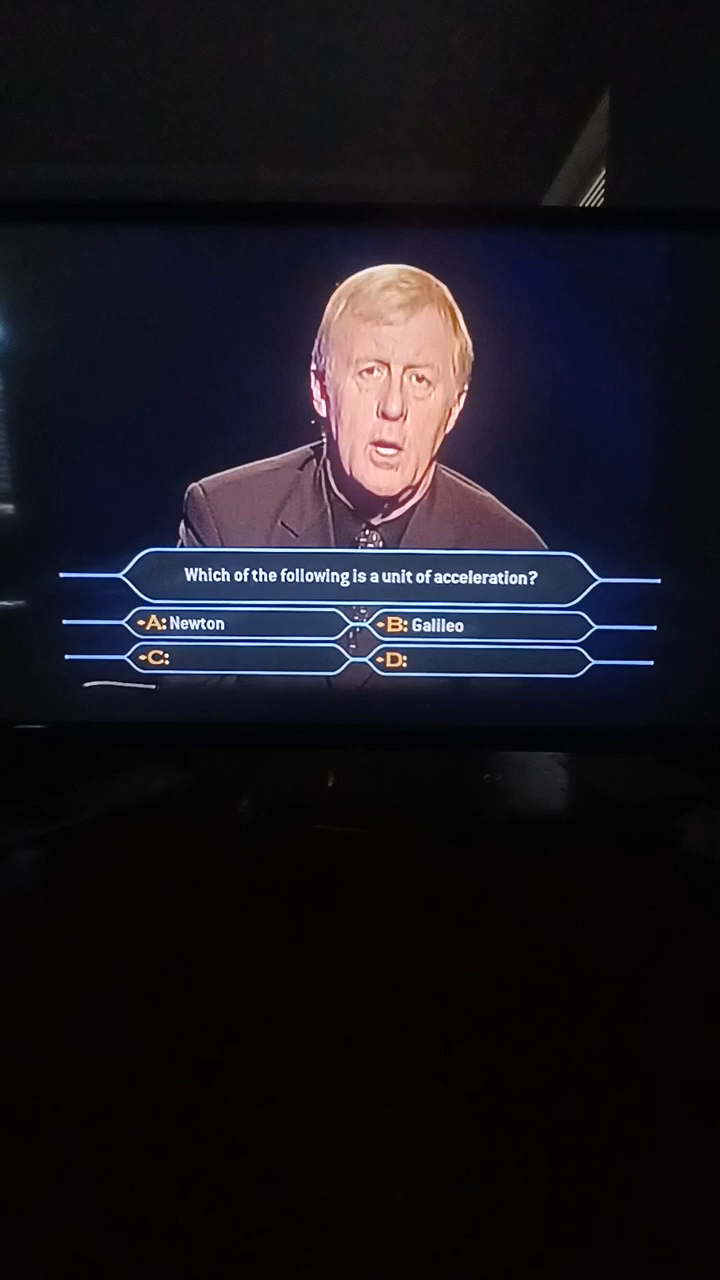 Which of the following is a unit of acceleration?
A: Newton
B: Galileo
C:
D: